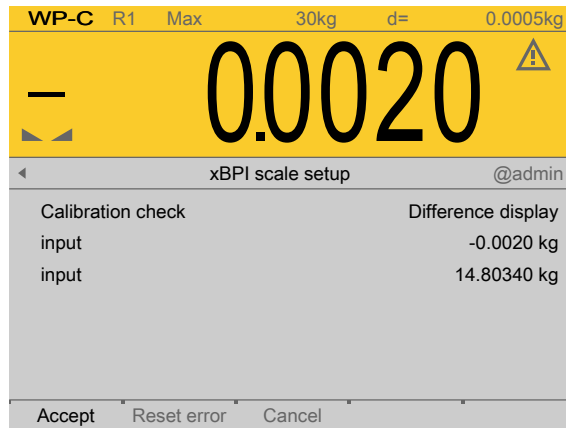 WP-C R1 Max 30kg d= 0.0005kg
– 0.0020
xBPI scale setup @admin
Calibration check Difference display
input -0.0020 kg
input 14.80340 kg
Accept Reset error Cancel